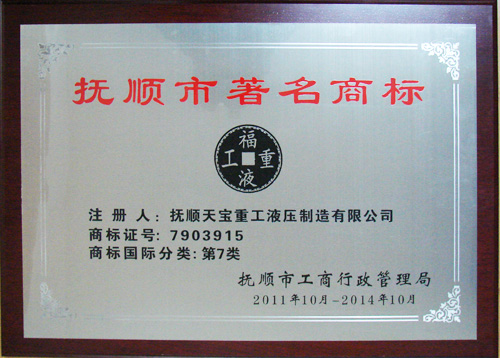 抚顺市著名商标
福
工 重
液
注册人：抚顺天宝重工液压制造有限公司
商标证号：7903915
商标国际分类：第7类
抚顺市工商行政管理局
2011年10月-2014年10月